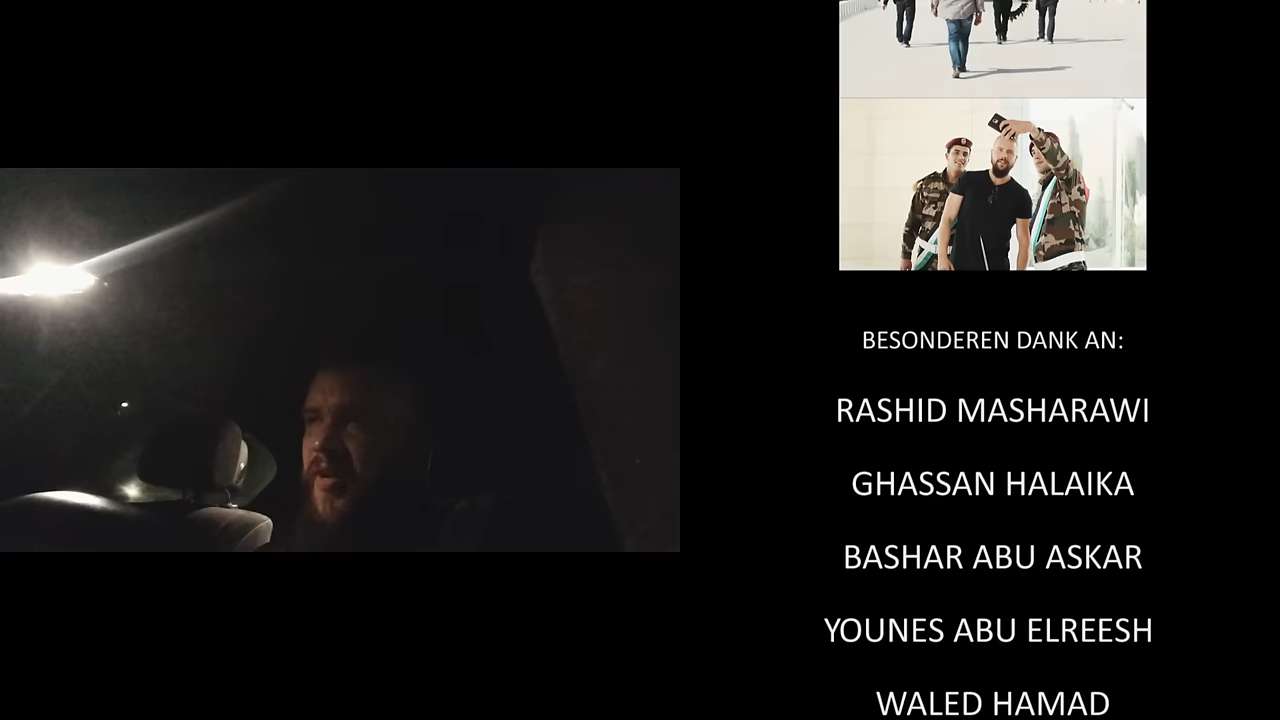 BESONDEREN DANK AN:
RASHID MASHARAWI
GHASSAN HALAIKA
BASHAR ABU ASKAR
YOUNES ABU ELREESH
WALED HAMAD